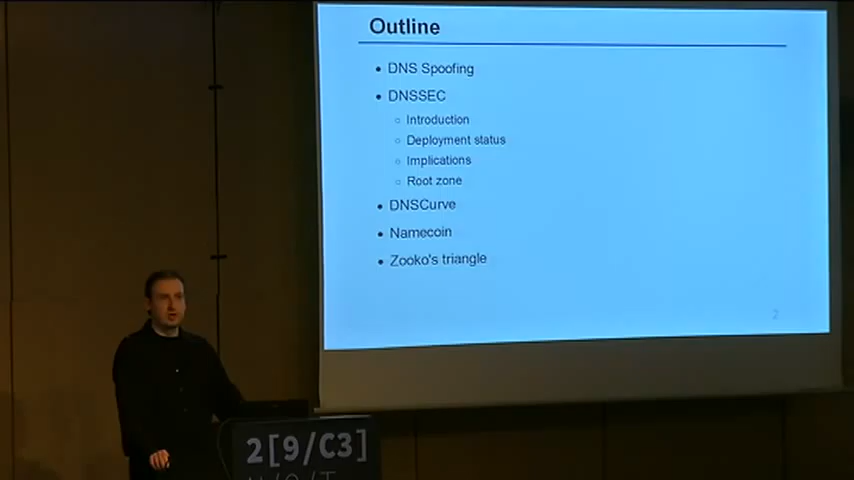 Outline
• DNS Spoofing
• DNSSEC
○ Introduction
○ Deployment status
○ Implications
○ Root zone
• DNSCurve
• Namecoin
• Zooko's triangle
2
2[9/C3]